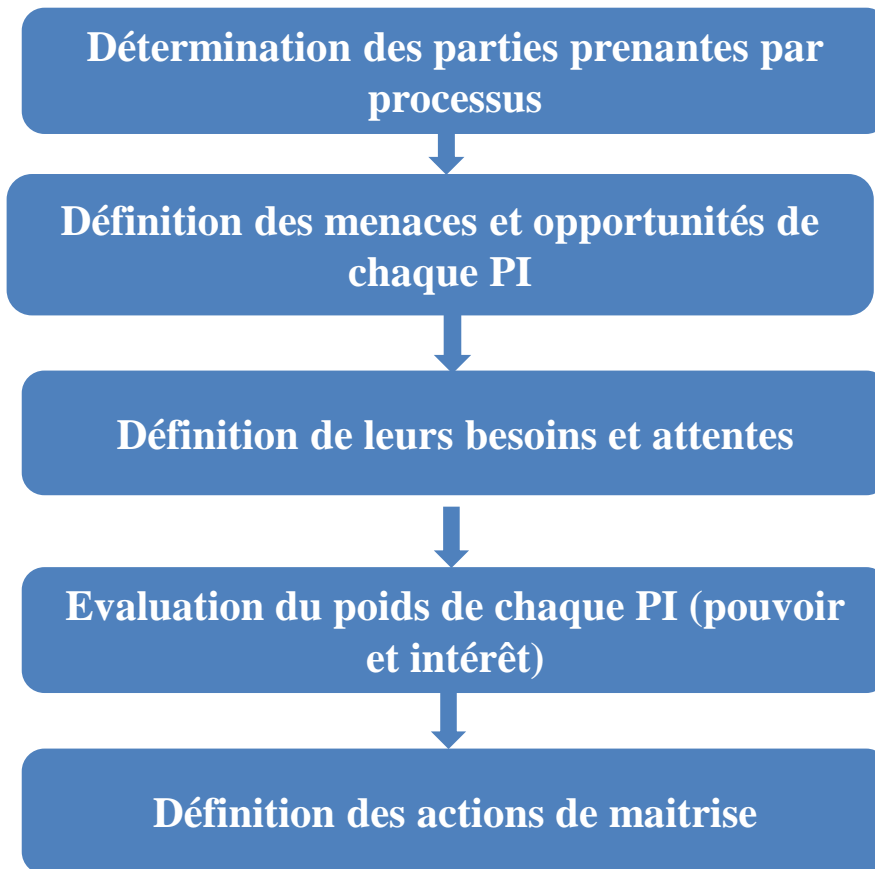 Détermination des parties prenantes par
processus
Définition des menaces et opportunités de
chaque PI
Définition de leurs besoins et attentes
Evaluation du poids de chaque PI (pouvoir
et intérêt)
Définition des actions de maitrise